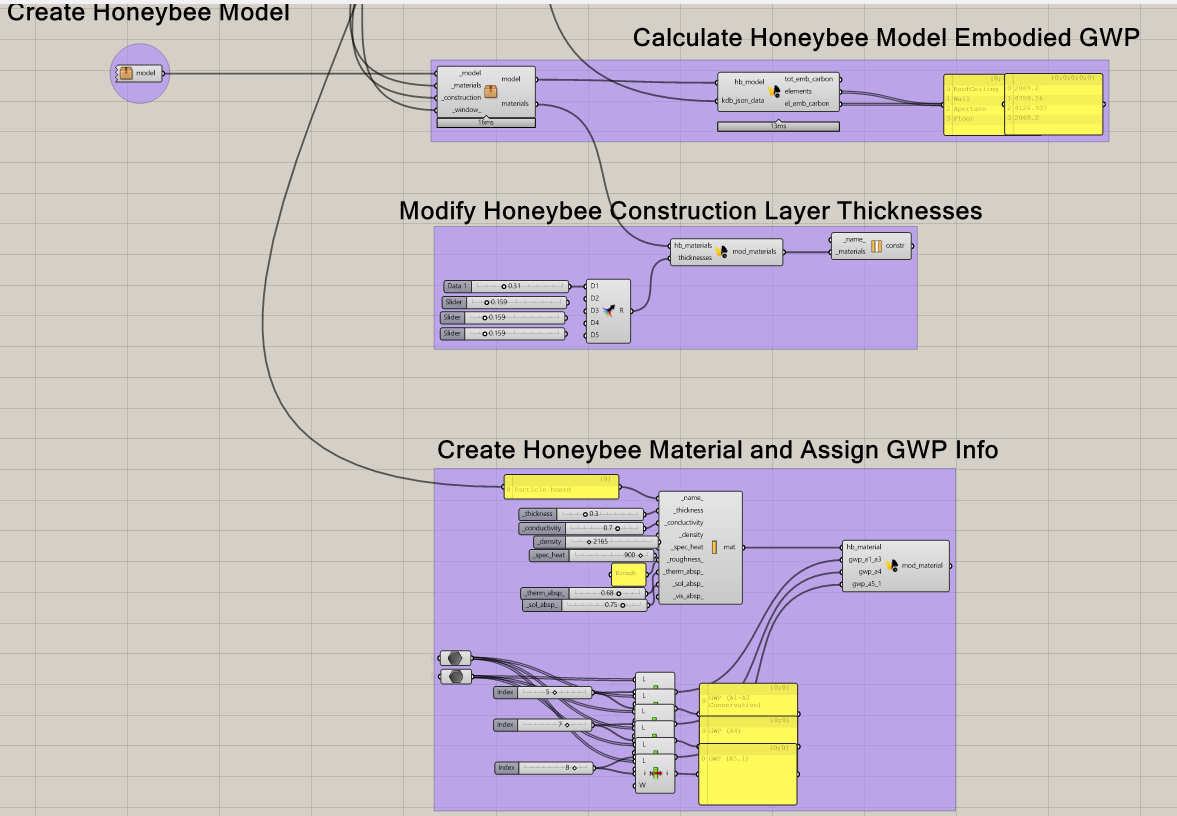 Create Honeybee Model
model
Calculate Honeybee Model Embodied GWP
_model
_materials
_construction
_window_
model
materials
16ms
hb_model
kdb_json_data
tot_emb_carbon
elements
el_emb_carbon
13ms
0 RoofCeiling
1 Wall
2 Aperture
3 Floor
{0;0;0;0;0}
0 2069.2
1 4759.16
2 4126.931
3 2069.2
Modify Honeybee Construction Layer Thicknesses
hb_materials
thicknesses
mod_materials
_name_
_materials
constr
Data 1 0.31
Slider 0.159
Slider 0.159
Slider 0.159
D1
D2
D3
D4
D5
R
Create Honeybee Material and Assign GWP Info
{0}
0 Particle board
_thickness 0.3
_conductivity 0.7
_density 2165
_spec_heat 900
Rough
_therm_absp_ 0.68
_sol_absp_ 0.75
_name_
_thickness
_conductivity
_density
_spec_heat
_roughness_
_therm_absp_
_sol_absp_
_vis_absp_
mat
hb_material
gwp_a1_a3
gwp_a4
gwp_a5_1
mod_material
Index 5
Index 7
Index 8
L
L
L
L
L
L
i
i
W
{0;0}
0 GWP (A1-A3
Conservative)
{0;0}
0 GWP (A4)
{0;0}
0 GWP (A5.1)